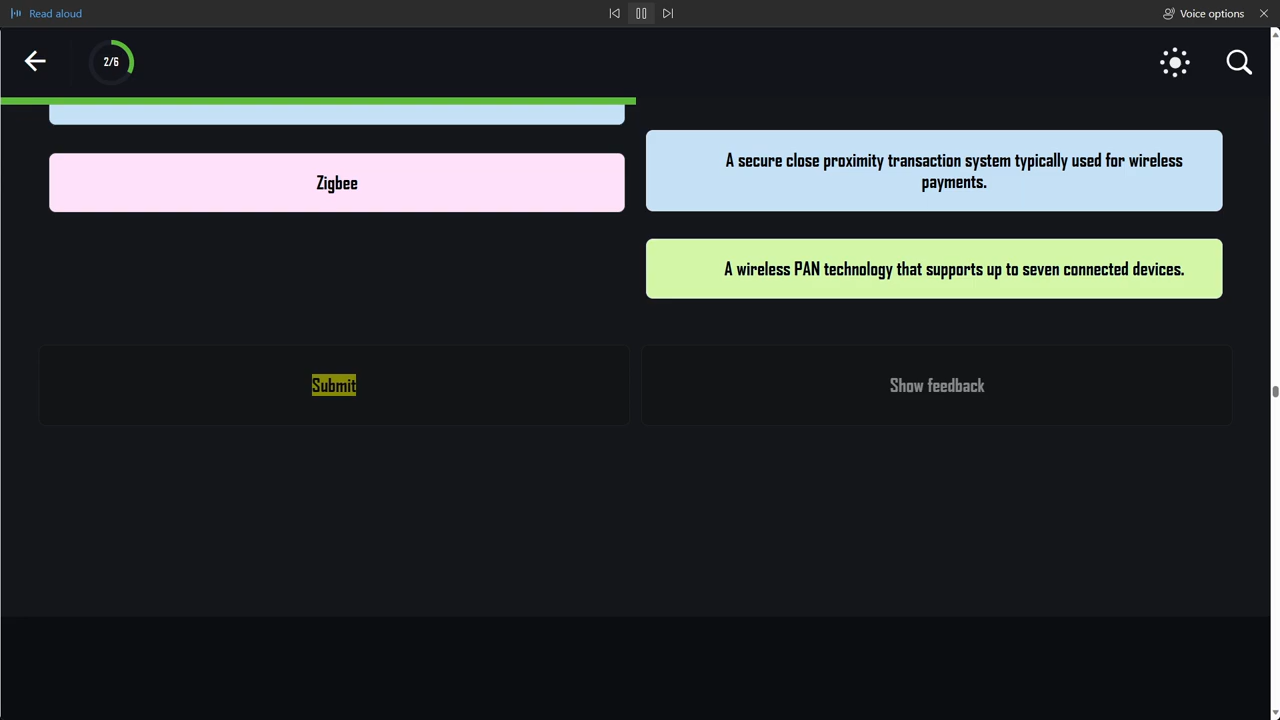 Read aloud
Voice options
2/6
Zigbee
A secure close proximity transaction system typically used for wireless
payments.
A wireless PAN technology that supports up to seven connected devices.
Submit
Show feedback